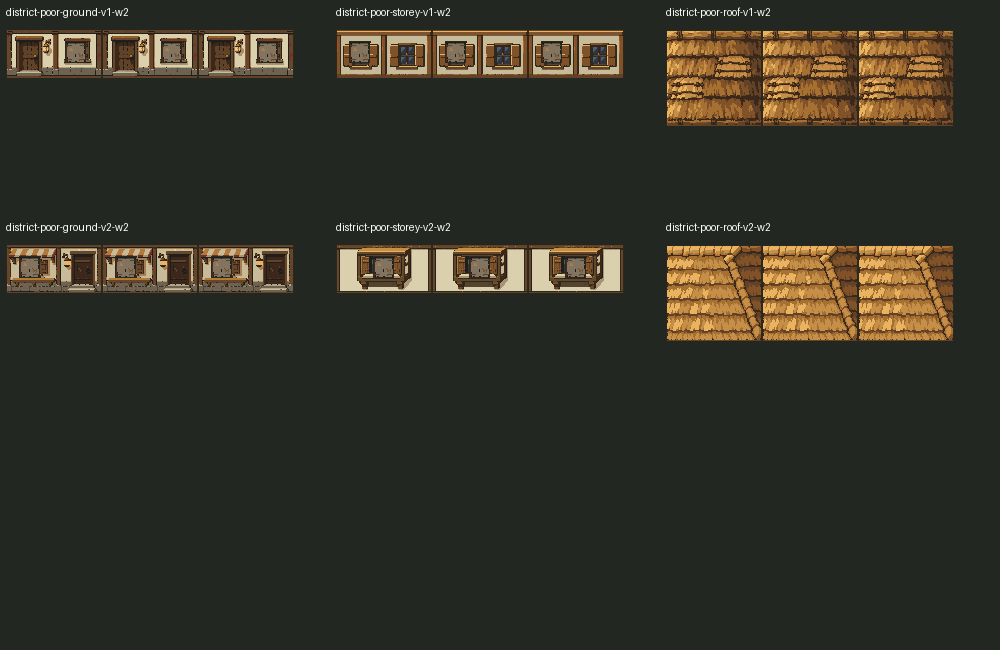 district-poor-ground-v1-w2
district-poor-storey-v1-w2
district-poor-roof-v1-w2
district-poor-ground-v2-w2
district-poor-storey-v2-w2
district-poor-roof-v2-w2